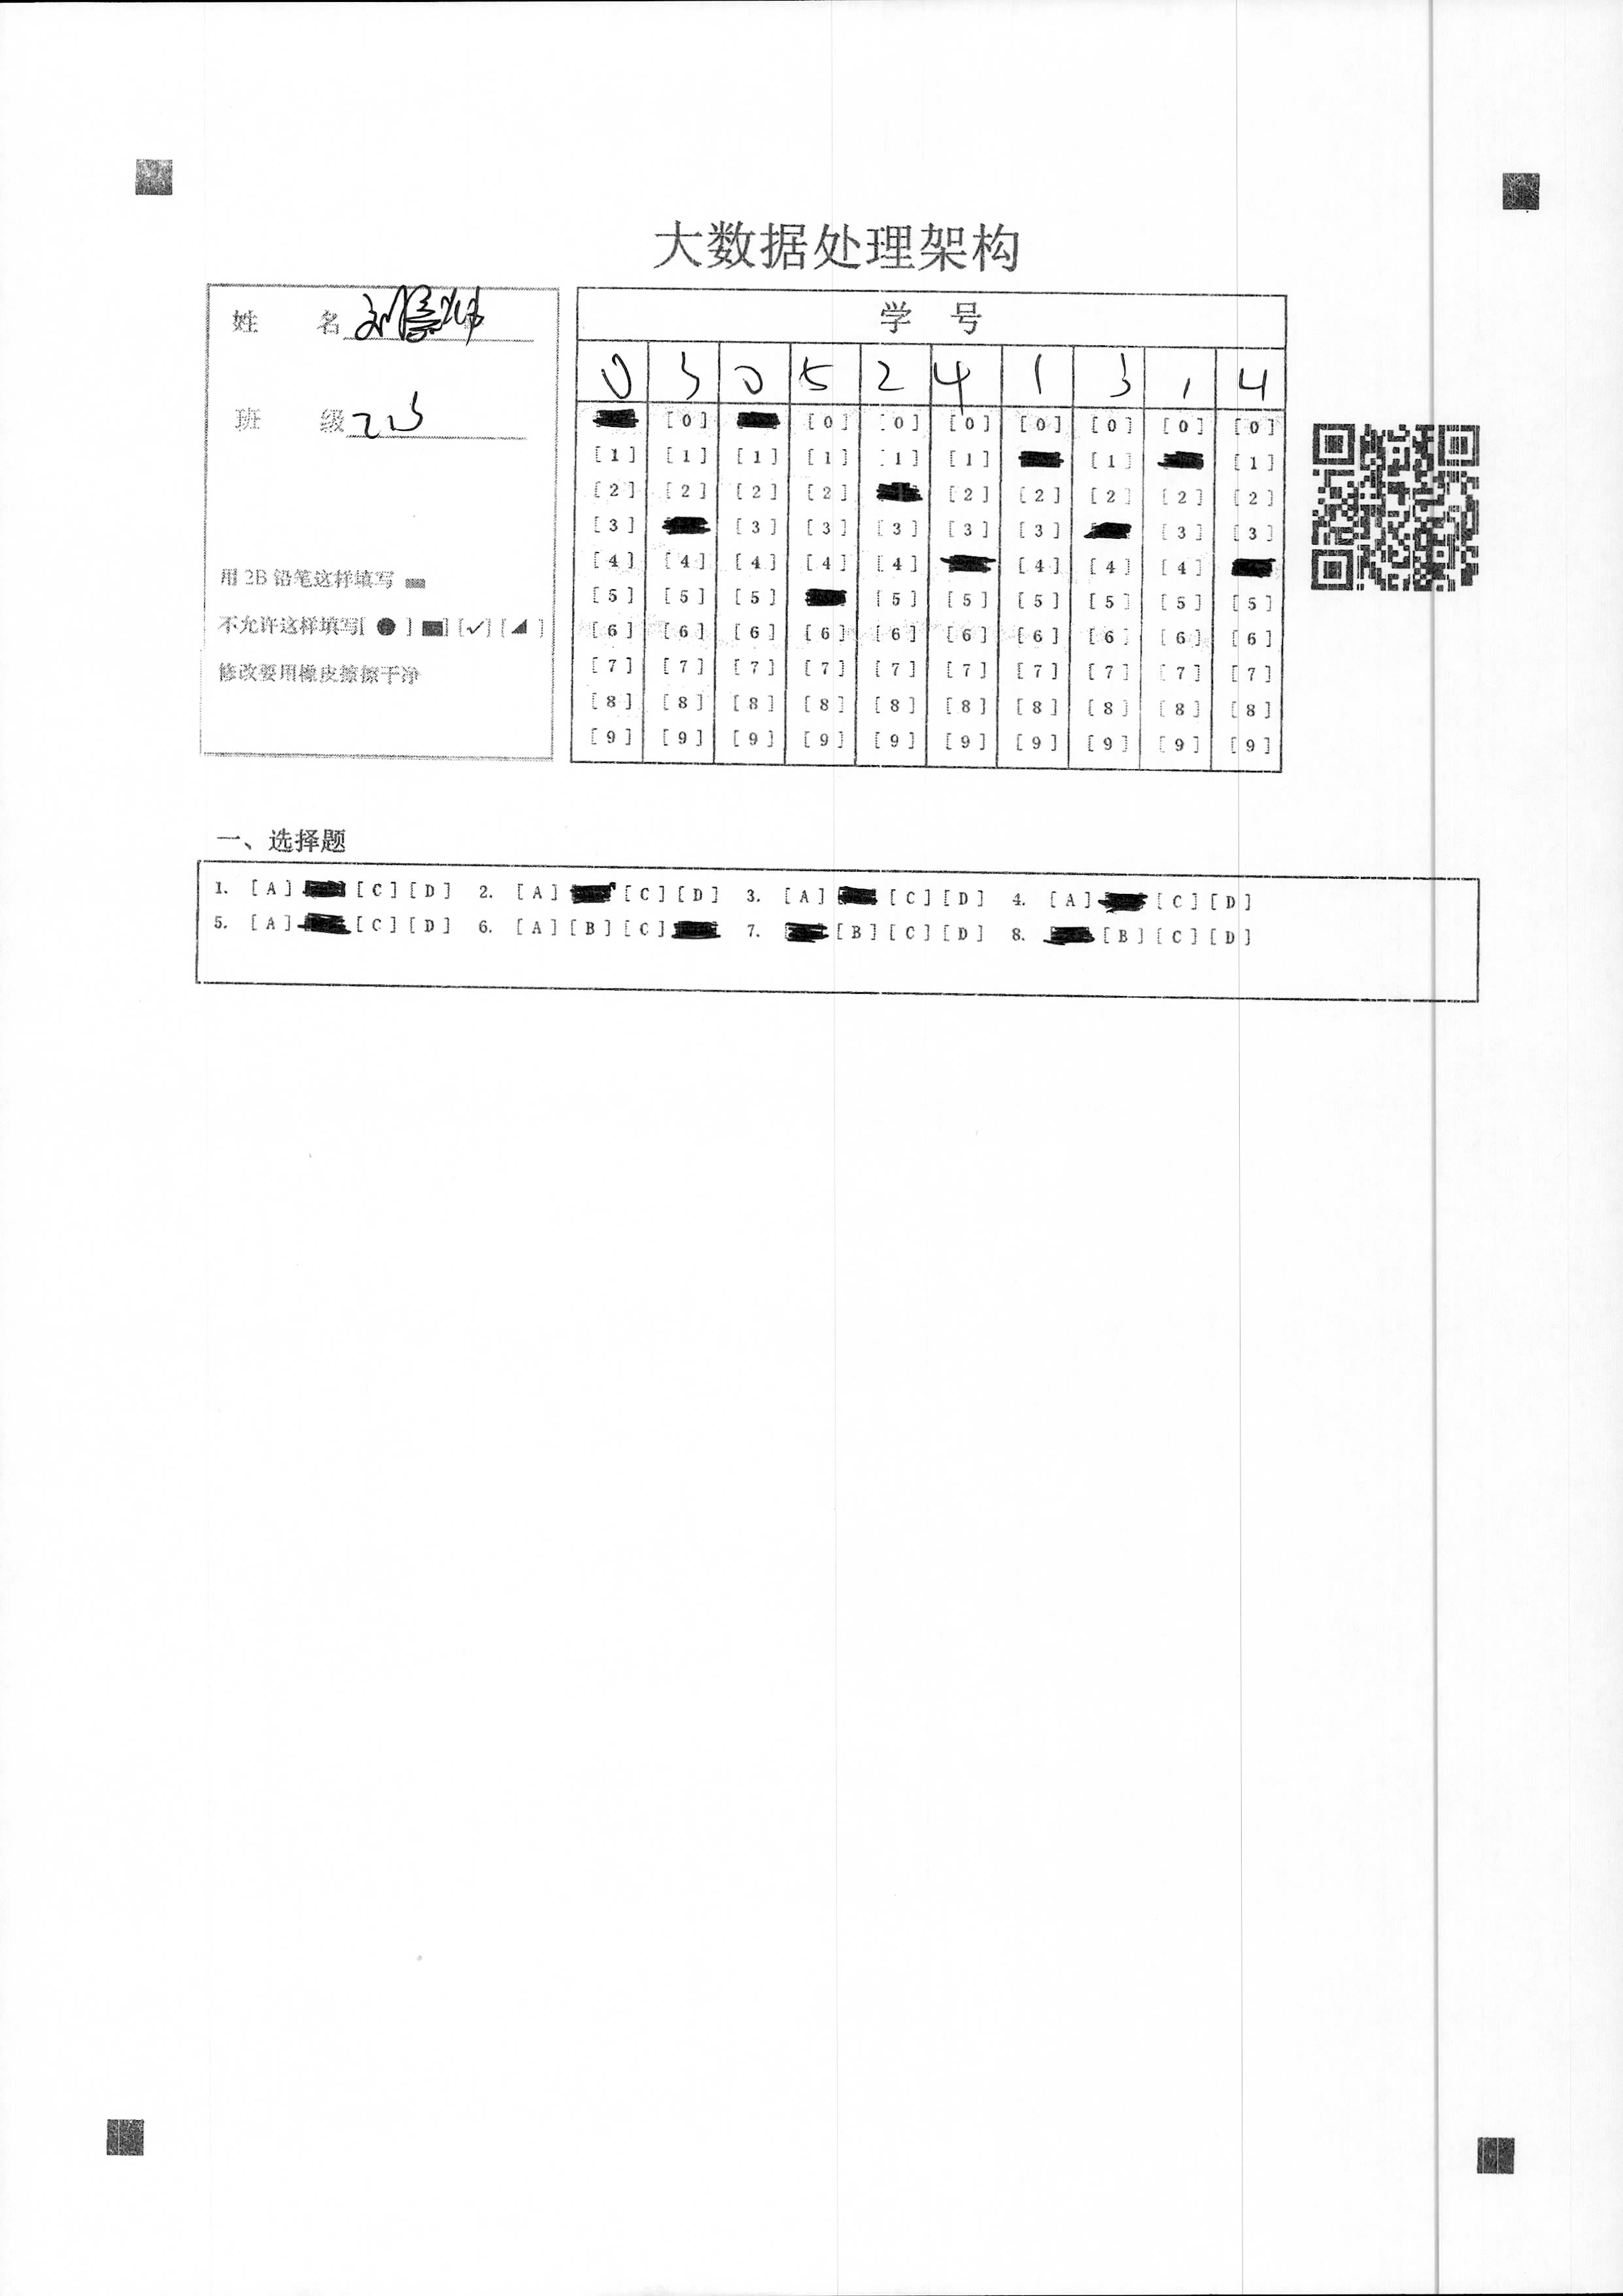 大数据处理架构
姓 名
班 级 213
用 2B 铅笔这样填写
不允许这样填写[ ● ] [■] [✓] [◢ ]
修改要用橡皮擦擦干净
学 号
0 3 0 5 2 4 1 3 1 4
[0] [0] [0] [0] [0] [0] [0] [0]
[1] [1] [1] [1] [1] [1] [1] [1]
[2] [2] [2] [2] [2] [2] [2] [2] [2]
[3] [3] [3] [3] [3] [3] [3] [3]
[4] [4] [4] [4] [4] [4] [4] [4]
[5] [5] [5] [5] [5] [5] [5] [5] [5]
[6] [6] [6] [6] [6] [6] [6] [6] [6] [6]
[7] [7] [7] [7] [7] [7] [7] [7] [7] [7]
[8] [8] [8] [8] [8] [8] [8] [8] [8] [8]
[9] [9] [9] [9] [9] [9] [9] [9] [9] [9]
一、选择题
1. [A] [C] [D] 2. [A] [C] [D] 3. [A] [C] [D] 4. [A] [C] [D]
5. [A] [C] [D] 6. [A] [B] [C] 7. [B] [C] [D] 8. [B] [C] [D]